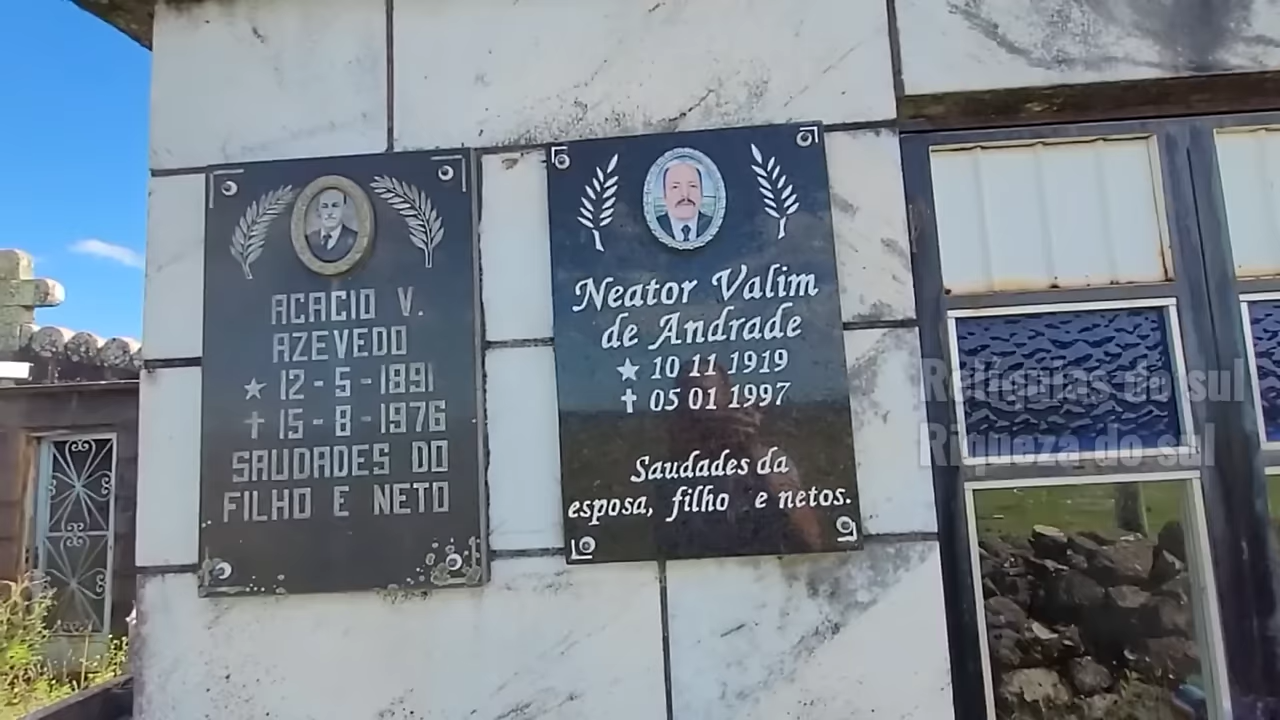 ACACIO V.
AZEVEDO
★ 12-5-1891
✝ 15-8-1976
SAUDADES DO
FILHO E NETO
Neator Valim
de Andrade
★ 10 11 1919
✝ 05 01 1997
Saudades da
esposa, filho e netos.
Relíquias do sul
Riqueza do sul